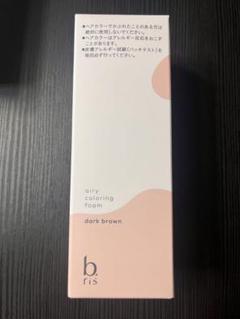 ●ヘアカラーでかぶれたことのある方は
絶対に使用しないでください。
●ヘアカラーはアレルギー反応をおこす
ことがあります。
●皮膚アレルギー試験(パッチテスト)を
毎回必ず行ってください。
airy
coloring
foam
dark brown
b.
ris